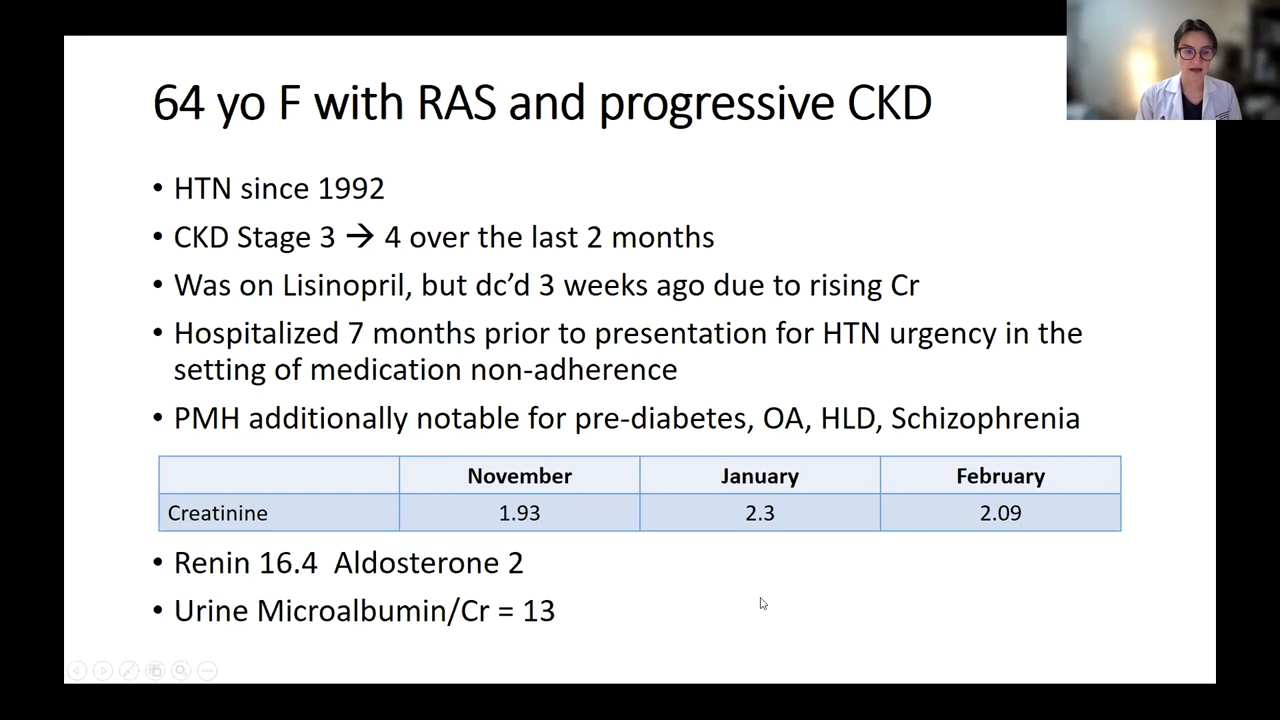 64 yo F with RAS and progressive CKD
• HTN since 1992
• CKD Stage 3 → 4 over the last 2 months
• Was on Lisinopril, but dc’d 3 weeks ago due to rising Cr
• Hospitalized 7 months prior to presentation for HTN urgency in the
setting of medication non-adherence
• PMH additionally notable for pre-diabetes, OA, HLD, Schizophrenia
November January February
Creatinine 1.93 2.3 2.09
• Renin 16.4 Aldosterone 2
• Urine Microalbumin/Cr = 13